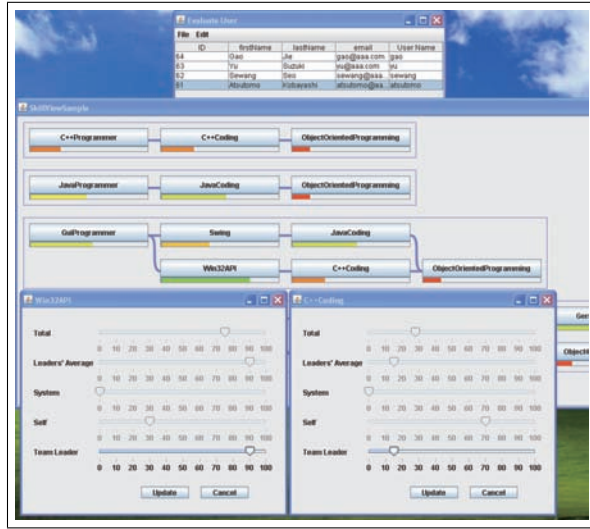 Evaluate User
File Edit
ID firstName lastName email User Name
64 Gao Jie gao@aaa.com gao
63 Yu Suzuki yu@aaa.com yu
62 Sewang Seo sewang@aaa... sewang
61 Atsutomo Kobayashi atsutomo@aa... atsutomo
SkillViewSample
C++Programmer C++Coding ObjectOrientedProgramming
JavaProgrammer JavaCoding ObjectOrientedProgramming
GuiProgrammer Swing JavaCoding
Win32API C++Coding ObjectOrientedProgramming
Ger
ObjectO
Win32API
Total
0 10 20 30 40 50 60 70 80 90 100
Leaders' Average
0 10 20 30 40 50 60 70 80 90 100
System
0 10 20 30 40 50 60 70 80 90 100
Self
0 10 20 30 40 50 60 70 80 90 100
Team Leader
0 10 20 30 40 50 60 70 80 90 100
Update Cancel
C++Coding
Total
0 10 20 30 40 50 60 70 80 90 100
Leaders' Average
0 10 20 30 40 50 60 70 80 90 100
System
0 10 20 30 40 50 60 70 80 90 100
Self
0 10 20 30 40 50 60 70 80 90 100
Team Leader
0 10 20 30 40 50 60 70 80 90 100
Update Cancel